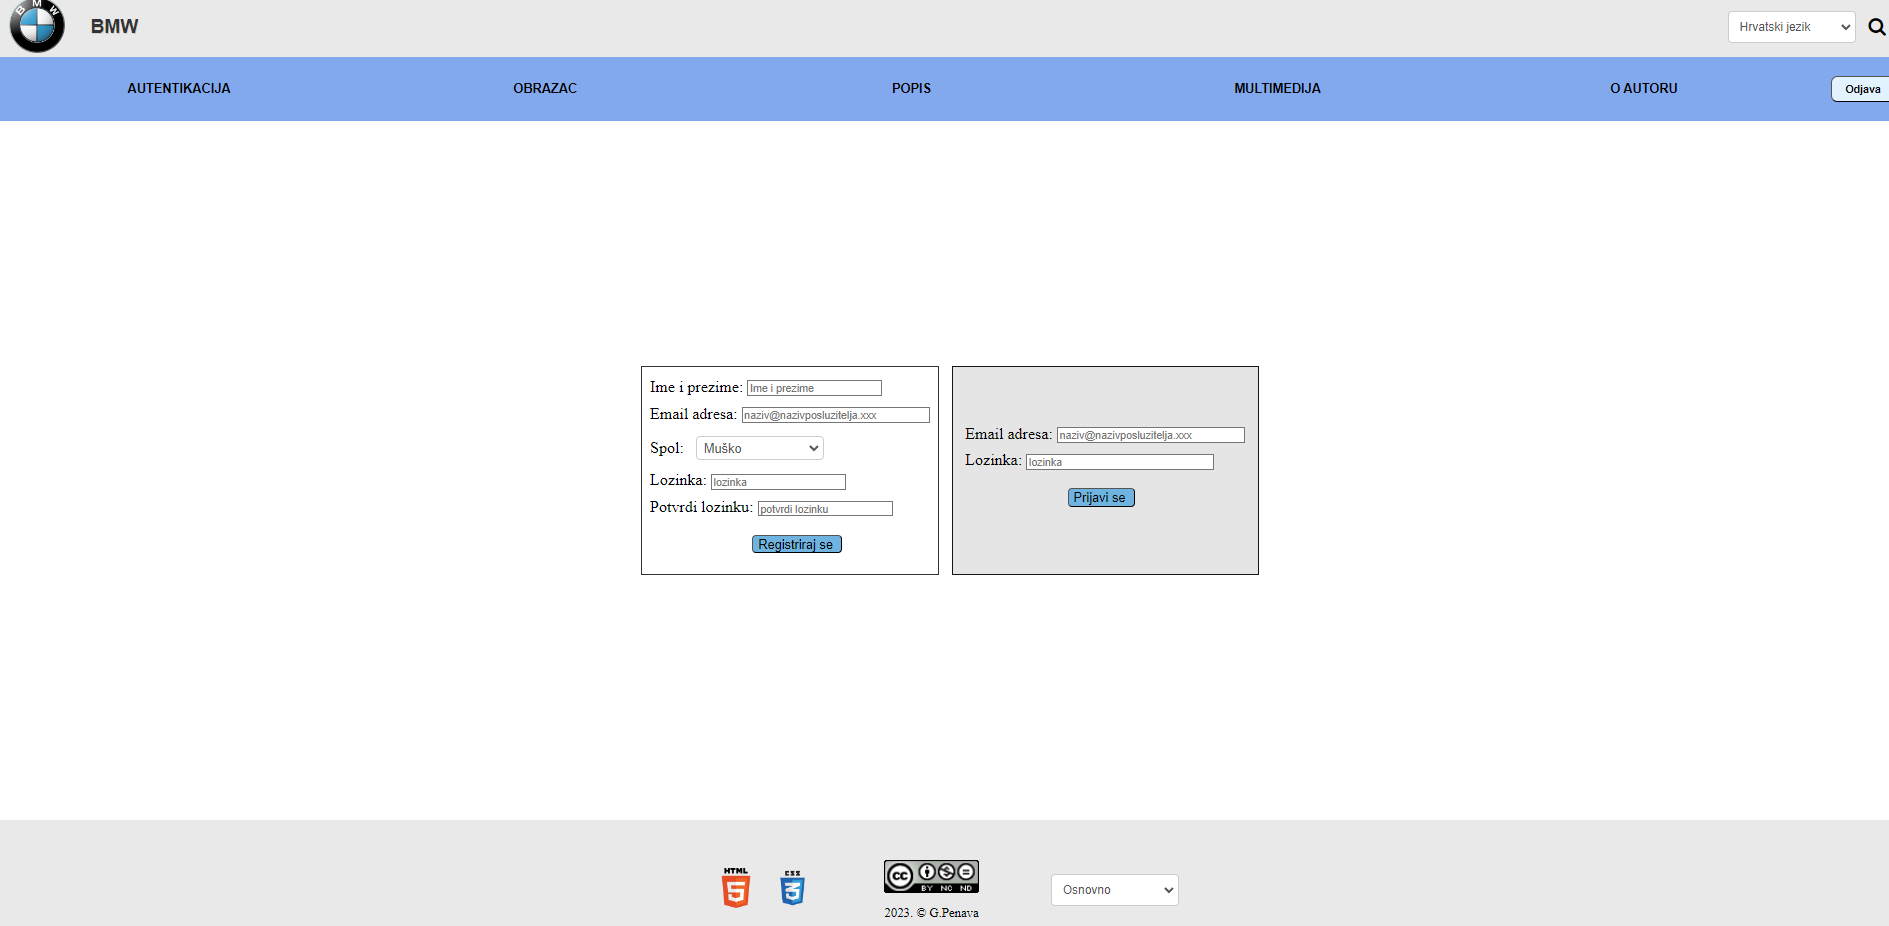 BMW
BMW
Hrvatski jezik
AUTENTIKACIJA
OBRAZAC
POPIS
MULTIMEDIJA
O AUTORU
Odjava
Ime i prezime: Ime i prezime
Email adresa: naziv@nazivposluzitelja.xxx
Spol: Muško
Lozinka: lozinka
Potvrdi lozinku: potvrdi lozinku
Registriraj se
Email adresa: naziv@nazivposluzitelja.xxx
Lozinka: lozinka
Prijavi se
HTML
5
CSS
3
cc
BY NC ND
2023. © G.Penava
Osnovno